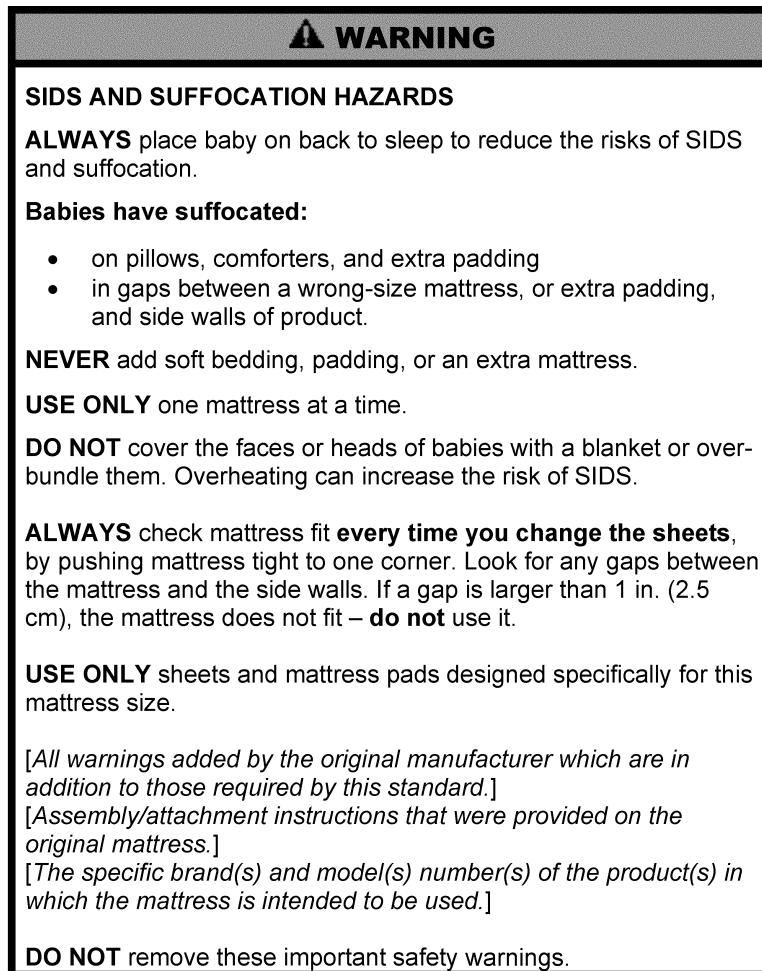 WARNING
SIDS AND SUFFOCATION HAZARDS
ALWAYS place baby on back to sleep to reduce the risks of SIDS
and suffocation.
Babies have suffocated:
• on pillows, comforters, and extra padding
• in gaps between a wrong-size mattress, or extra padding,
and side walls of product.
NEVER add soft bedding, padding, or an extra mattress.
USE ONLY one mattress at a time.
DO NOT cover the faces or heads of babies with a blanket or over-
bundle them. Overheating can increase the risk of SIDS.
ALWAYS check mattress fit every time you change the sheets,
by pushing mattress tight to one corner. Look for any gaps between
the mattress and the side walls. If a gap is larger than 1 in. (2.5
cm), the mattress does not fit – do not use it.
USE ONLY sheets and mattress pads designed specifically for this
mattress size.
[All warnings added by the original manufacturer which are in
addition to those required by this standard.]
[Assembly/attachment instructions that were provided on the
original mattress.]
[The specific brand(s) and model(s) number(s) of the product(s) in
which the mattress is intended to be used.]
DO NOT remove these important safety warnings.